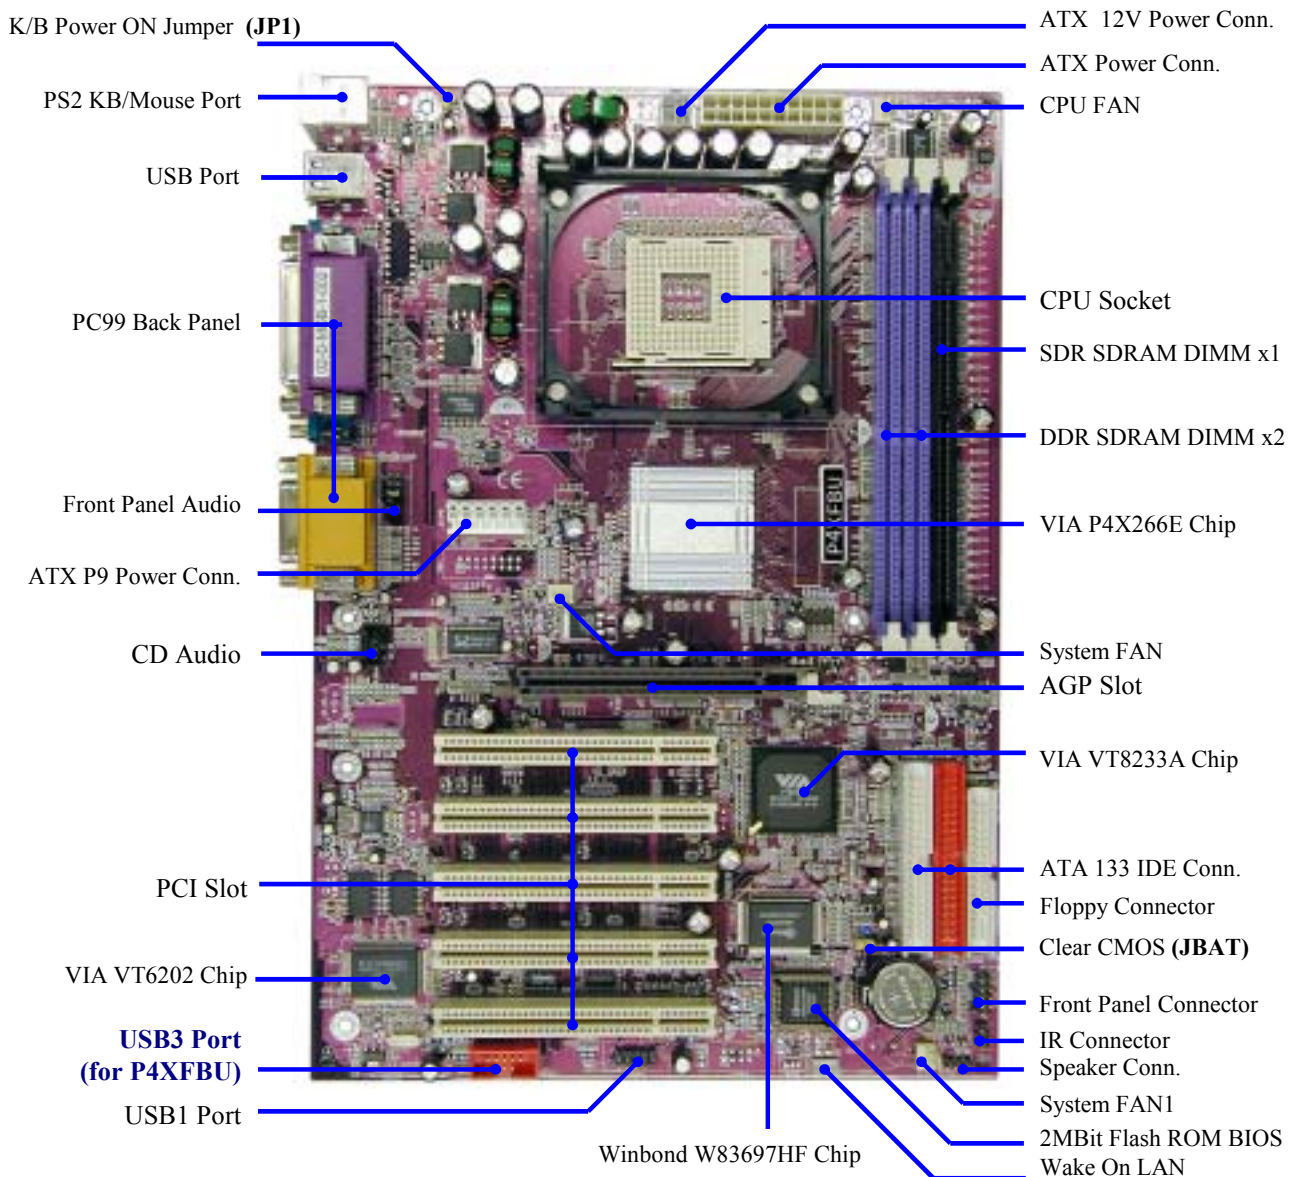 K/B Power ON Jumper (JP1)
PS2 KB/Mouse Port
USB Port
PC99 Back Panel
Front Panel Audio
ATX P9 Power Conn.
CD Audio
PCI Slot
VIA VT6202 Chip
USB3 Port
(for P4XFBU)
USB1 Port
Winbond W83697HF Chip
ATX 12V Power Conn.
ATX Power Conn.
CPU FAN
CPU Socket
SDR SDRAM DIMM x1
DDR SDRAM DIMM x2
VIA P4X266E Chip
System FAN
AGP Slot
VIA VT8233A Chip
ATA 133 IDE Conn.
Floppy Connector
Clear CMOS (JBAT)
Front Panel Connector
IR Connector
Speaker Conn.
System FAN1
2MBit Flash ROM BIOS
Wake On LAN
P4XFBU
CE
VIA